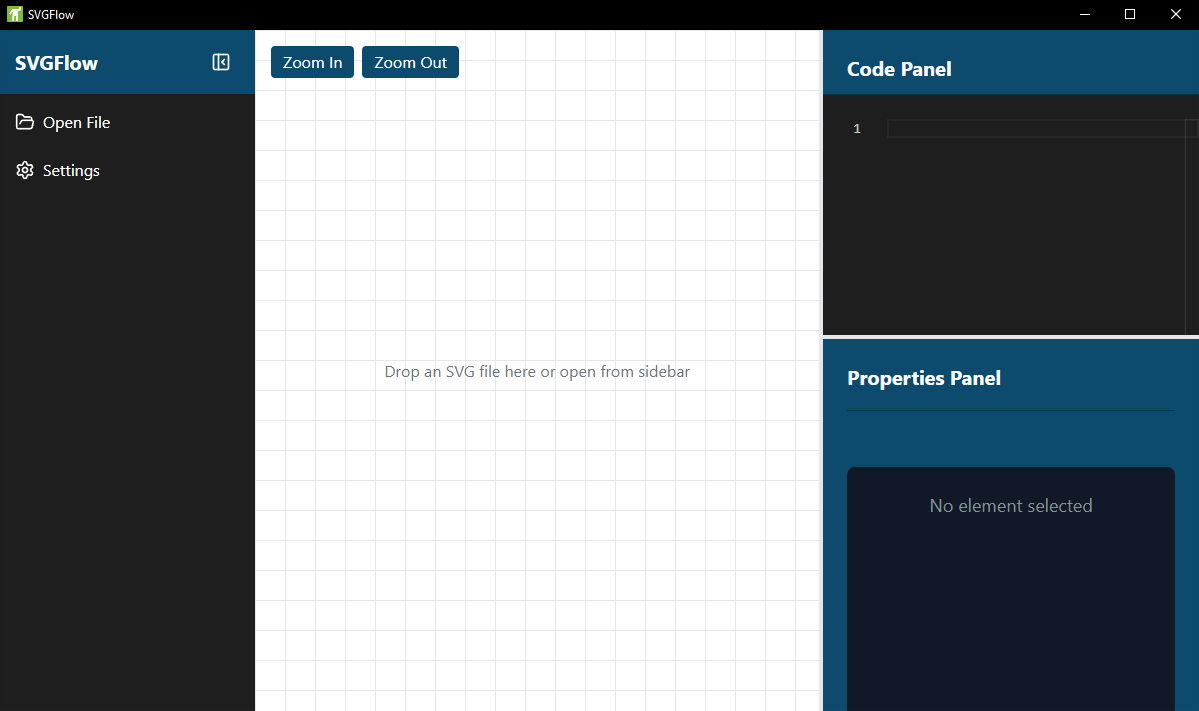 SVGFlow
SVGFlow
Open File
Settings
Zoom In
Zoom Out
Drop an SVG file here or open from sidebar
Code Panel
1
Properties Panel
No element selected